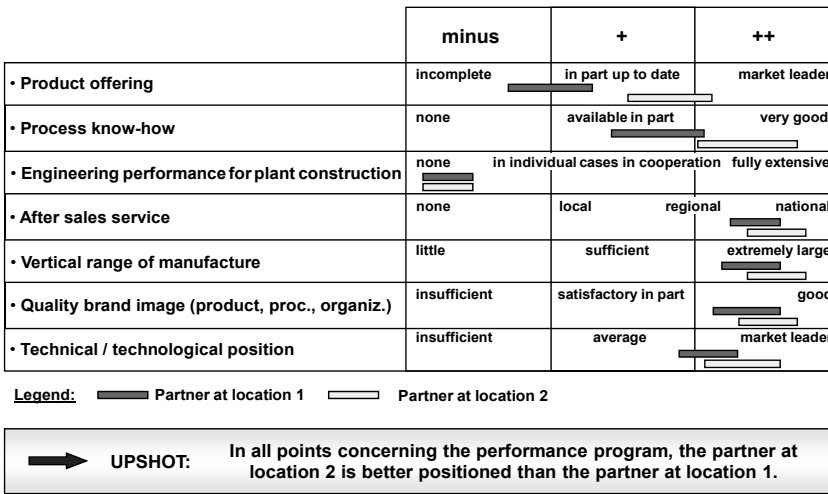 minus + ++
• Product offering incomplete in part up to date market leader
• Process know-how none available in part very good
• Engineering performance for plant construction none in individual cases in cooperation fully extensive
• After sales service none local regional national
• Vertical range of manufacture little sufficient extremely large
• Quality brand image (product, proc., organiz.) insufficient satisfactory in part good
• Technical / technological position insufficient average market leader
Legend: Partner at location 1 Partner at location 2
UPSHOT: In all points concerning the performance program, the partner at
location 2 is better positioned than the partner at location 1.